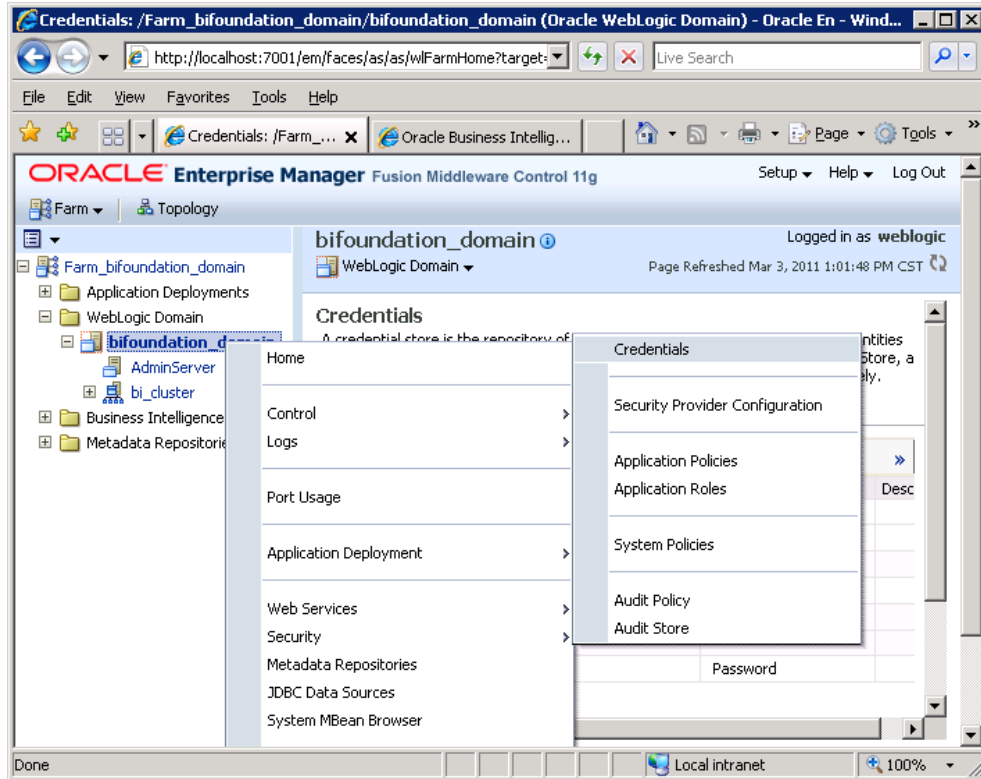 Credentials: /Farm_bifoundation_domain/bifoundation_domain (Oracle WebLogic Domain) - Oracle En - Wind...
http://localhost:7001/em/faces/as/as/wlFarmHome?target=
Live Search
File Edit View Favorites Tools Help
Credentials: /Farm_...
Oracle Business Intellig...
Page
Tools
»
ORACLE Enterprise Manager Fusion Middleware Control 11g
Setup Help Log Out
Farm Topology
bifoundation_domain
Logged in as weblogic
WebLogic Domain
Page Refreshed Mar 3, 2011 1:01:48 PM CST
Farm_bifoundation_domain
Application Deployments
WebLogic Domain
bifoundation_domain
AdminServer
bi_cluster
Business Intelligence
Metadata Repositorie
Credentials
A credential store is the repository of
ntities
Store, a
ely.
»
Desc
Password
Home
Control
Logs
Port Usage
Application Deployment
Web Services
Security
Metadata Repositories
JDBC Data Sources
System MBean Browser
Credentials
Security Provider Configuration
Application Policies
Application Roles
System Policies
Audit Policy
Audit Store
Done
Local intranet
100%